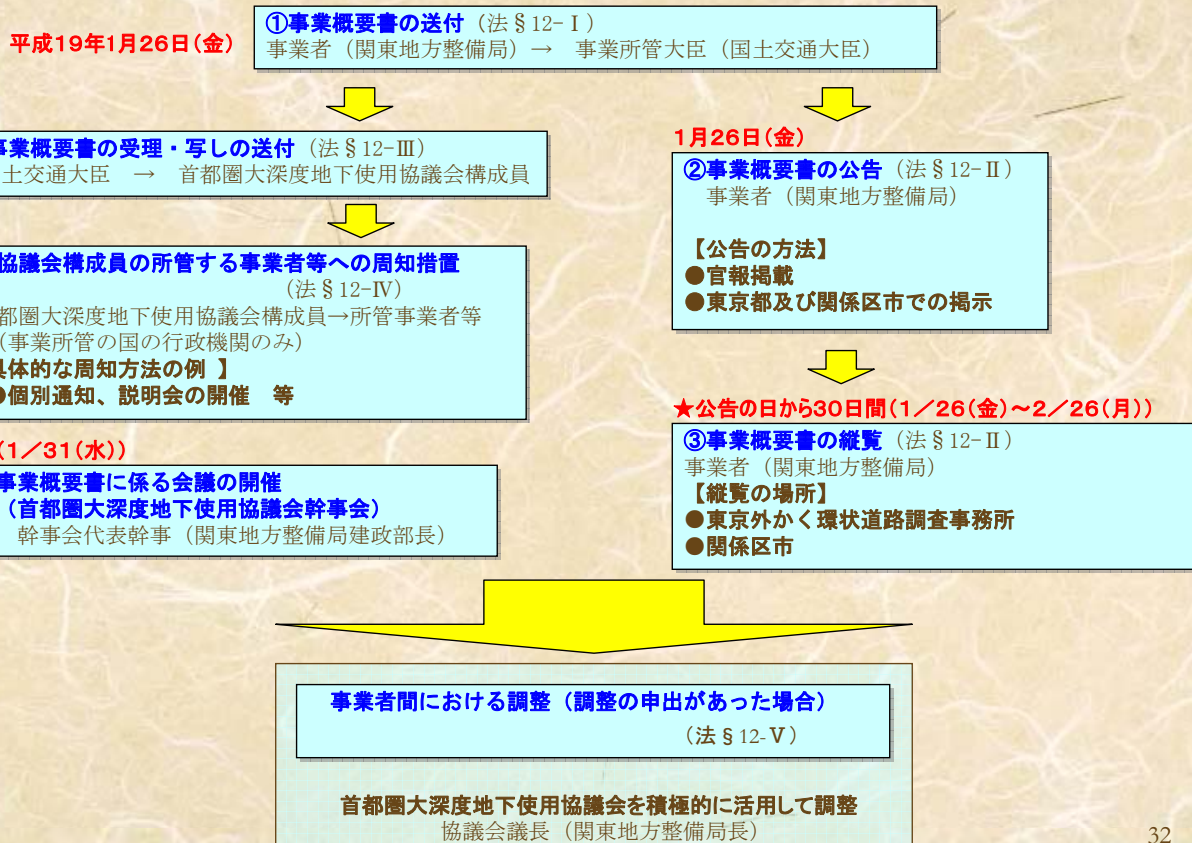 平成19年1月26日(金)
①事業概要書の送付（法§12-Ⅰ）
事業者（関東地方整備局）→　事業所管大臣（国土交通大臣）
事業概要書の受理・写しの送付（法§12-Ⅲ）
土交通大臣　→　首都圏大深度地下使用協議会構成員
協議会構成員の所管する事業者等への周知措置
（法§12-Ⅳ）
都圏大深度地下使用協議会構成員→所管事業者等
（事業所管の国の行政機関のみ）
具体的な周知方法の例 】
●個別通知、説明会の開催　等
(1／31(水))
事業概要書に係る会議の開催
（首都圏大深度地下使用協議会幹事会）
幹事会代表幹事（関東地方整備局建政部長）
1月26日(金)
②事業概要書の公告（法§12-Ⅱ）
事業者（関東地方整備局）
【公告の方法】
●官報掲載
●東京都及び関係区市での掲示
★公告の日から30日間(1／26(金)～2／26(月))
③事業概要書の縦覧（法§12-Ⅱ）
事業者（関東地方整備局）
【縦覧の場所】
●東京外かく環状道路調査事務所
●関係区市
事業者間における調整（調整の申出があった場合）
（法§12-Ⅴ）
首都圏大深度地下使用協議会を積極的に活用して調整
協議会議長（関東地方整備局長）
32